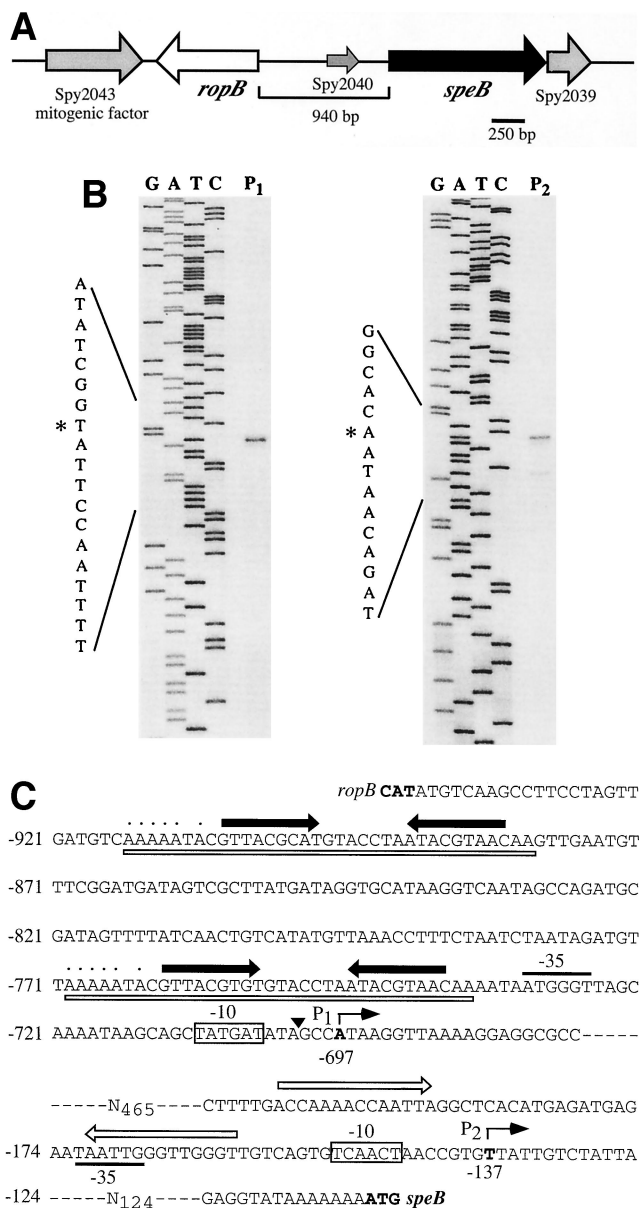 A
Spy2043
mitogenic factor
ropB
Spy2040
940 bp
speB
Spy2039
250 bp
B
G A T C P1
A
T
A
T
C
G
G
* T
A
T
T
C
C
A
A
T
T
T
T
G A T C P2
G
G
C
A
C
* A
A
T
A
A
C
A
G
A
T
C
ropB CATATGTCAAGCCTTCCTAGTT
-921 GATGTCAAAAATACGTTACGCATGTACCTAATACGTAACAAGTTGAATGT
-871 TTCGGATGATAGTCGCTTATGATAGGTGCATAAGGTCAATAGCCAGATGC
-821 GATAGTTTTATCAACTGTCATATGTTAAACCTTTCTAATCTAATAGATGT
-35
-771 TAAAAATACGTTACGTGTGTACCTAATACGTAACAAAATAATGGGTTAGC
-10 P1
-721 AAAATAAGCAGCTATGATATAGCCATAAGGTTAAAAGGAGGCGCC-----
-697
-----N465----CTTTTGACCAAAACCAATTAGGCTCACATGAGATGAG
-10 P2
-174 AATAATTGGGTTGGGTTGTCAGTGTCAACTAACCGTGTTATTGTCTATTA
-35 -137
-124 ----N124----GAGGTATAAAAAAAATG speB